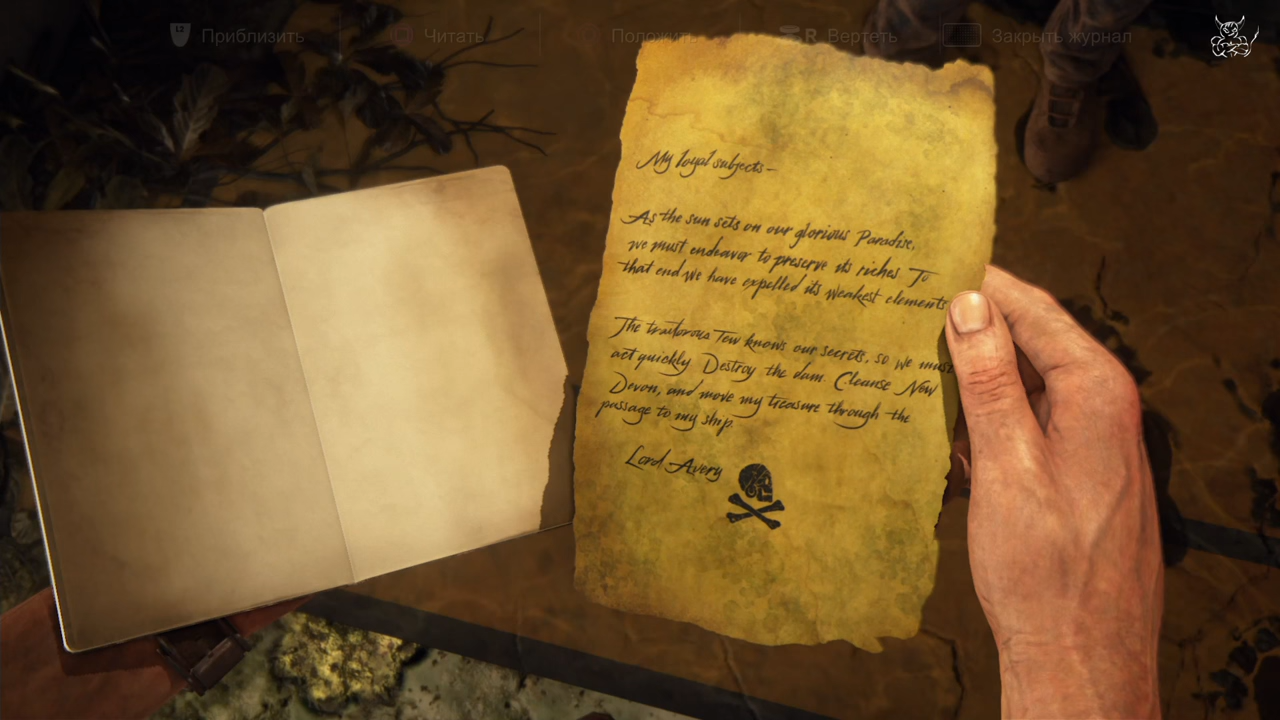 Приблизить Читать Положить R Вертеть Закрыть журнал
My loyal subjects-
As the sun sets on our glorious Paradise,
we must endeavor to preserve its riches. To
that end we have expelled its weakest elements
The traitorous Tew knows our secrets, so we must
act quickly. Destroy the dam. Cleanse New
Devon, and move my treasure through the
passage to my ship.
Lord Avery